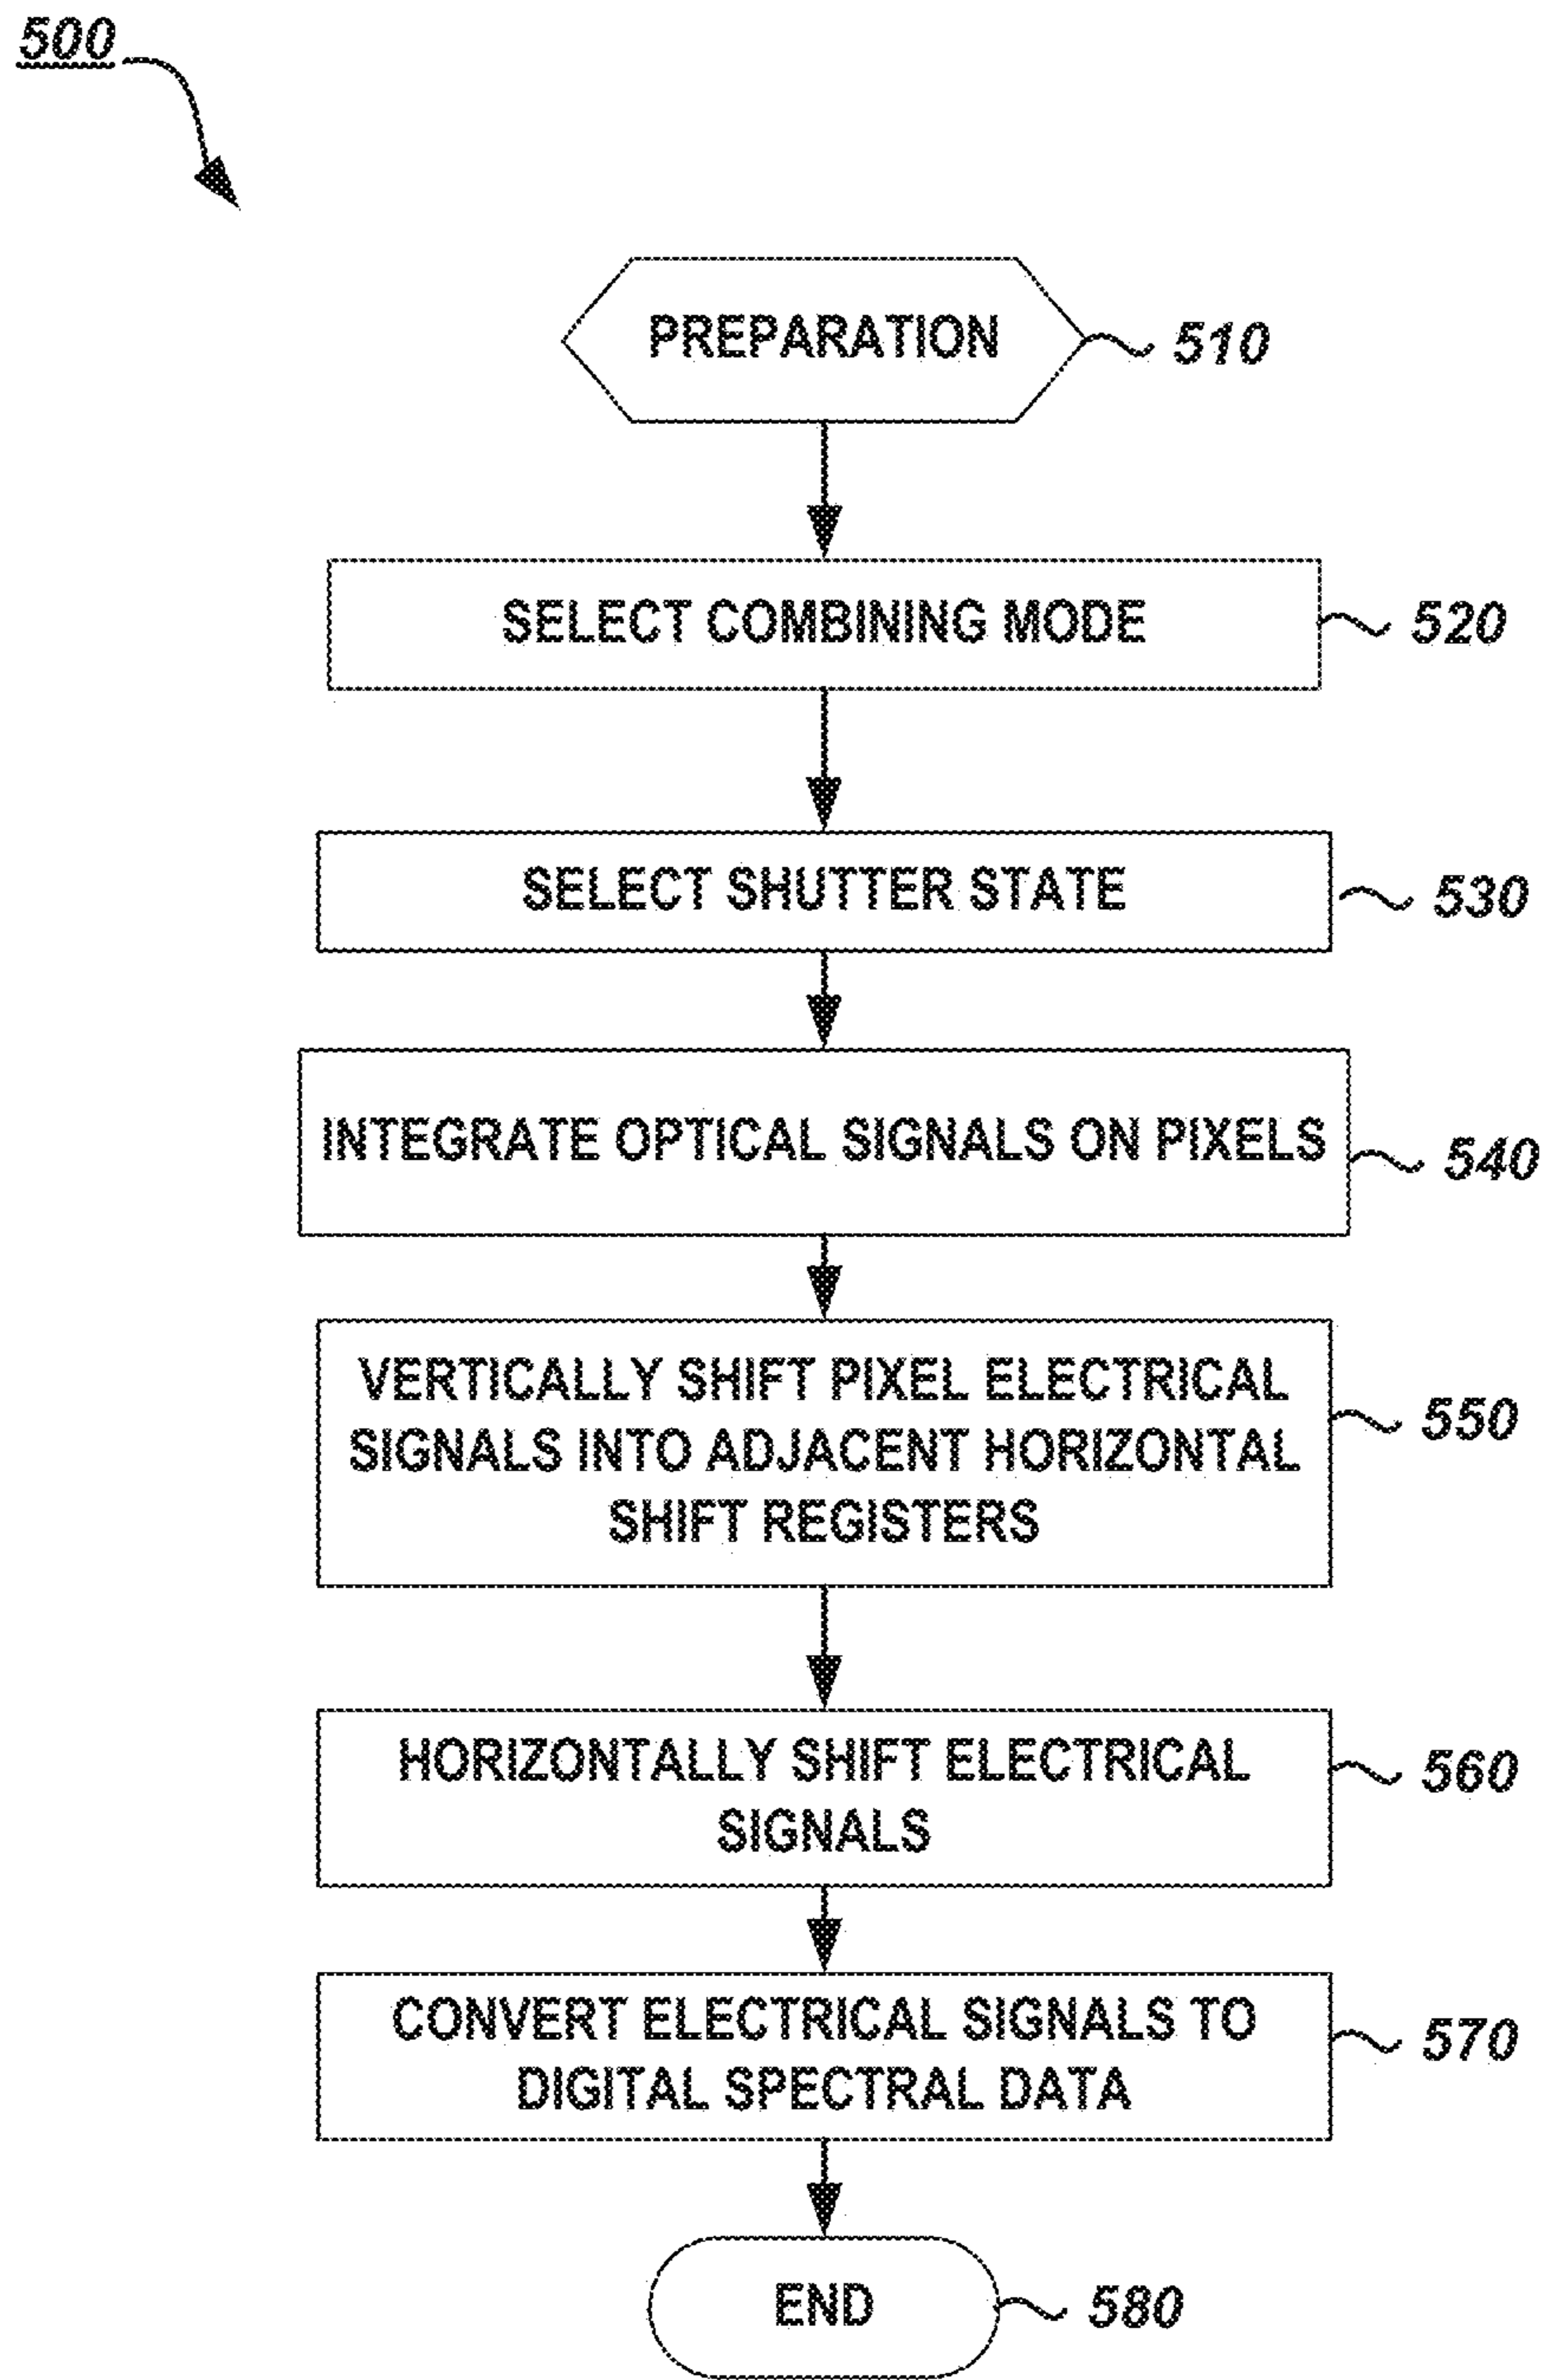 500
PREPARATION
510
SELECT COMBINING MODE
520
SELECT SHUTTER STATE
530
INTEGRATE OPTICAL SIGNALS ON PIXELS
540
VERTICALLY SHIFT PIXEL ELECTRICAL
SIGNALS INTO ADJACENT HORIZONTAL
SHIFT REGISTERS
550
HORIZONTALLY SHIFT ELECTRICAL
SIGNALS
560
CONVERT ELECTRICAL SIGNALS TO
DIGITAL SPECTRAL DATA
570
END
580